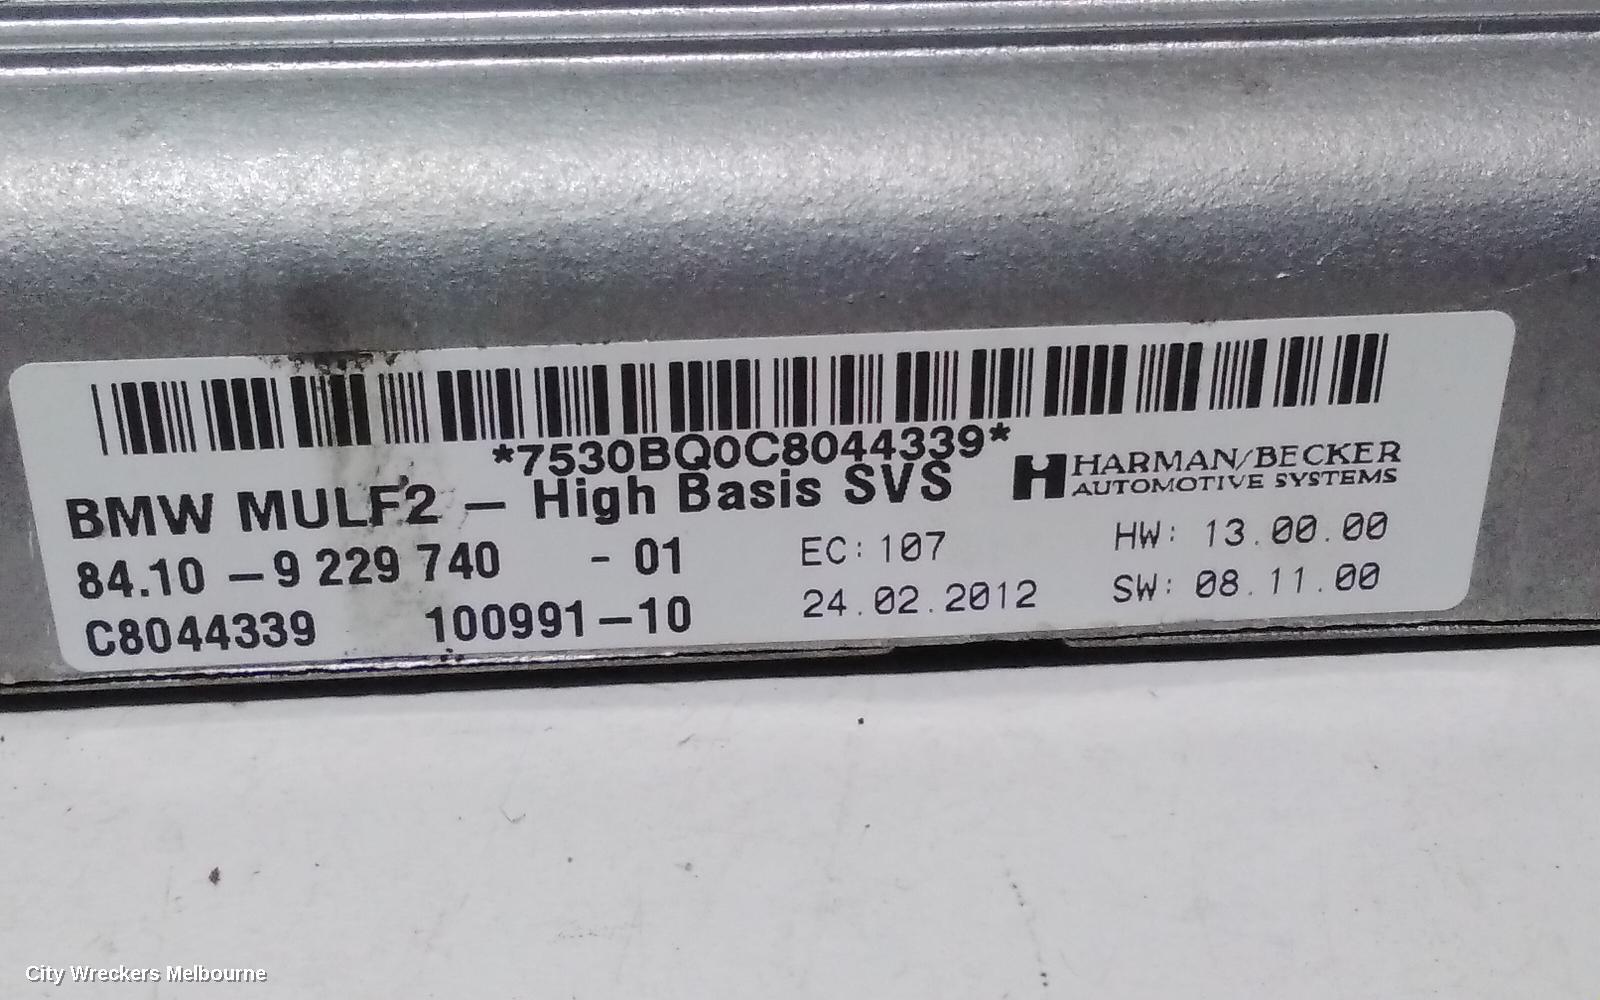 *7530BQ0C8044339*
BMW MULF2 – High Basis SVS
HARMAN/BECKER
AUTOMOTIVE SYSTEMS
84.10 –9 229 740 - 01
EC: 107
HW: 13.00.00
C8044339 100991–10
24.02.2012
SW: 08.11.00
City Wreckers Melbourne